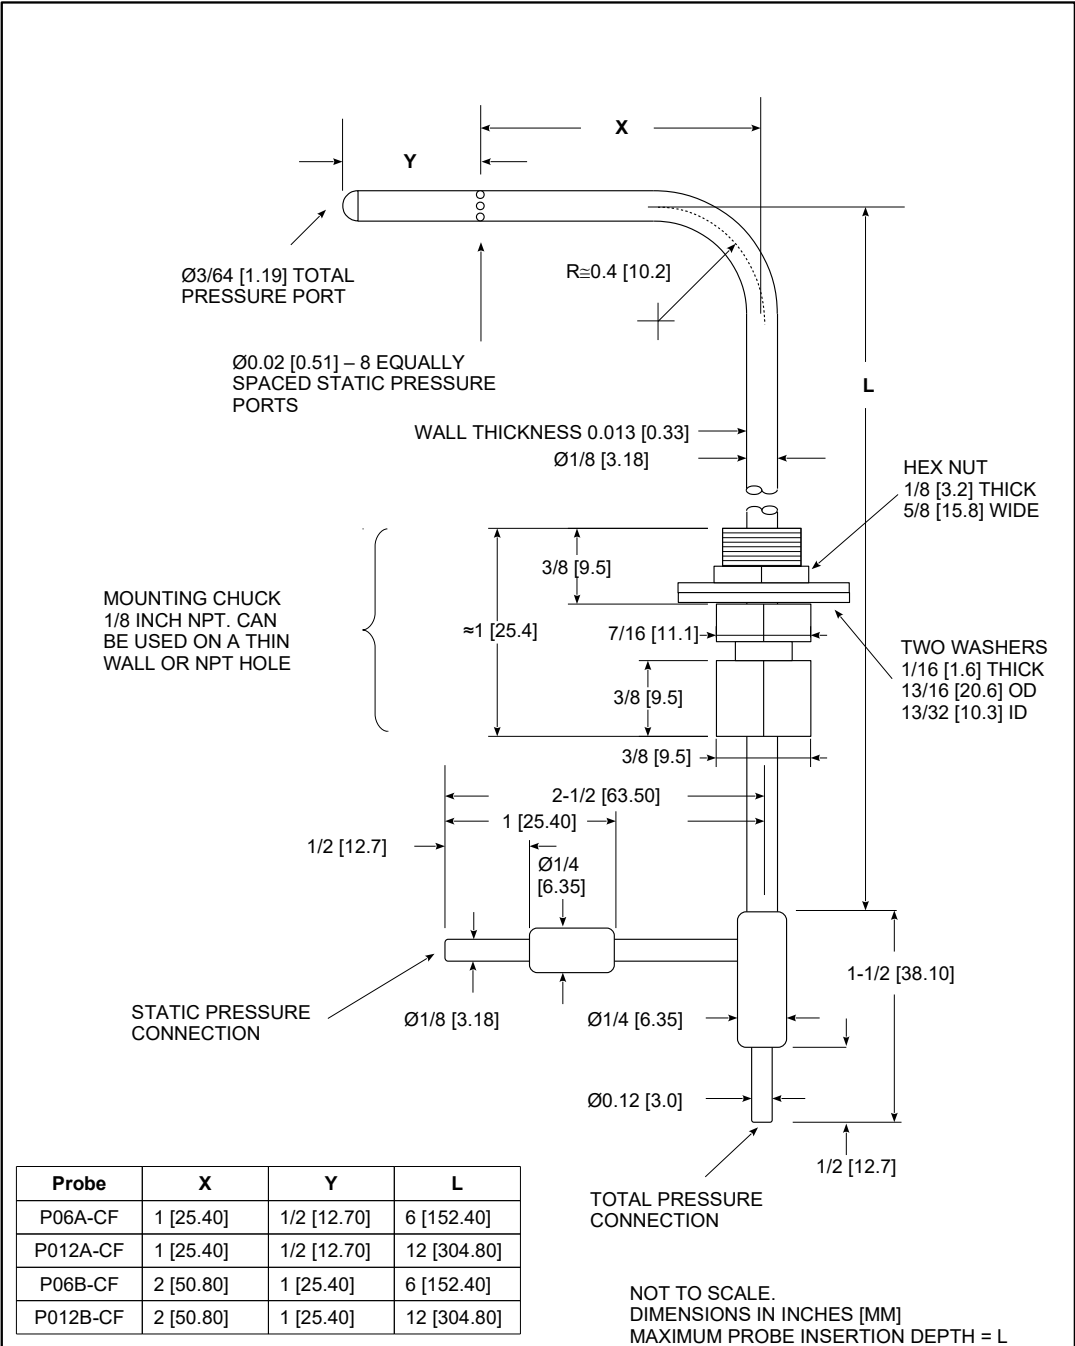 X
Y
Ø3/64 [1.19] TOTAL
PRESSURE PORT
R≅0.4 [10.2]
Ø0.02 [0.51] – 8 EQUALLY
SPACED STATIC PRESSURE
PORTS
L
WALL THICKNESS 0.013 [0.33]
Ø1/8 [3.18]
HEX NUT
1/8 [3.2] THICK
5/8 [15.8] WIDE
3/8 [9.5]
MOUNTING CHUCK
1/8 INCH NPT. CAN
BE USED ON A THIN
WALL OR NPT HOLE
≈1 [25.4]
7/16 [11.1]
TWO WASHERS
1/16 [1.6] THICK
13/16 [20.6] OD
13/32 [10.3] ID
3/8 [9.5]
3/8 [9.5]
2-1/2 [63.50]
1 [25.40]
1/2 [12.7]
Ø1/4
[6.35]
1-1/2 [38.10]
STATIC PRESSURE
CONNECTION
Ø1/8 [3.18]
Ø1/4 [6.35]
Ø0.12 [3.0]
1/2 [12.7]
TOTAL PRESSURE
CONNECTION
Probe X Y L
P06A-CF 1 [25.40] 1/2 [12.70] 6 [152.40]
P012A-CF 1 [25.40] 1/2 [12.70] 12 [304.80]
P06B-CF 2 [50.80] 1 [25.40] 6 [152.40]
P012B-CF 2 [50.80] 1 [25.40] 12 [304.80]
NOT TO SCALE.
DIMENSIONS IN INCHES [MM]
MAXIMUM PROBE INSERTION DEPTH = L